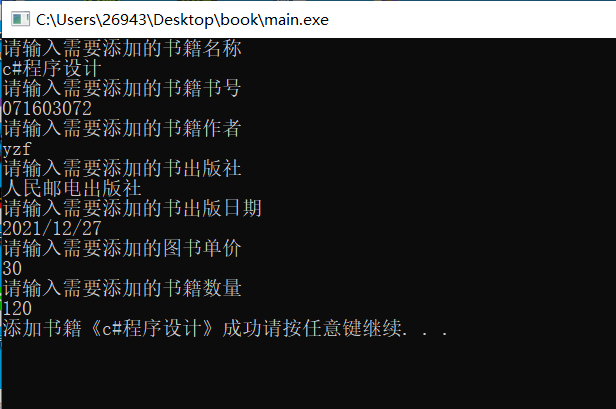 C:\Users\26943\Desktop\book\main.exe
请输入需要添加的书籍名称
c#程序设计
请输入需要添加的书籍书号
071603072
请输入需要添加的书籍作者
yzf
请输入需要添加的书出版社
人民邮电出版社
请输入需要添加的书出版日期
2021/12/27
请输入需要添加的图书单价
30
请输入需要添加的书籍数量
120
添加书籍《c#程序设计》成功请按任意键继续. . .